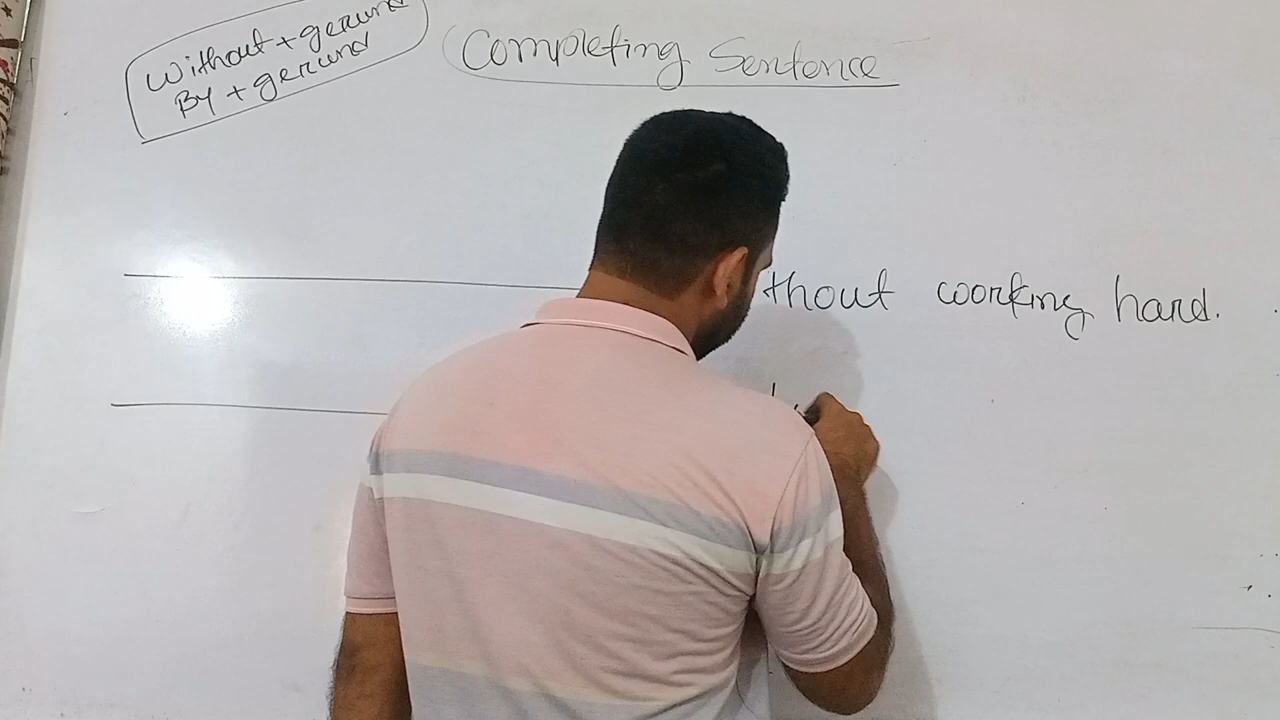 Without + gerund
By + gerund
Completing Sentence
thout working hard.